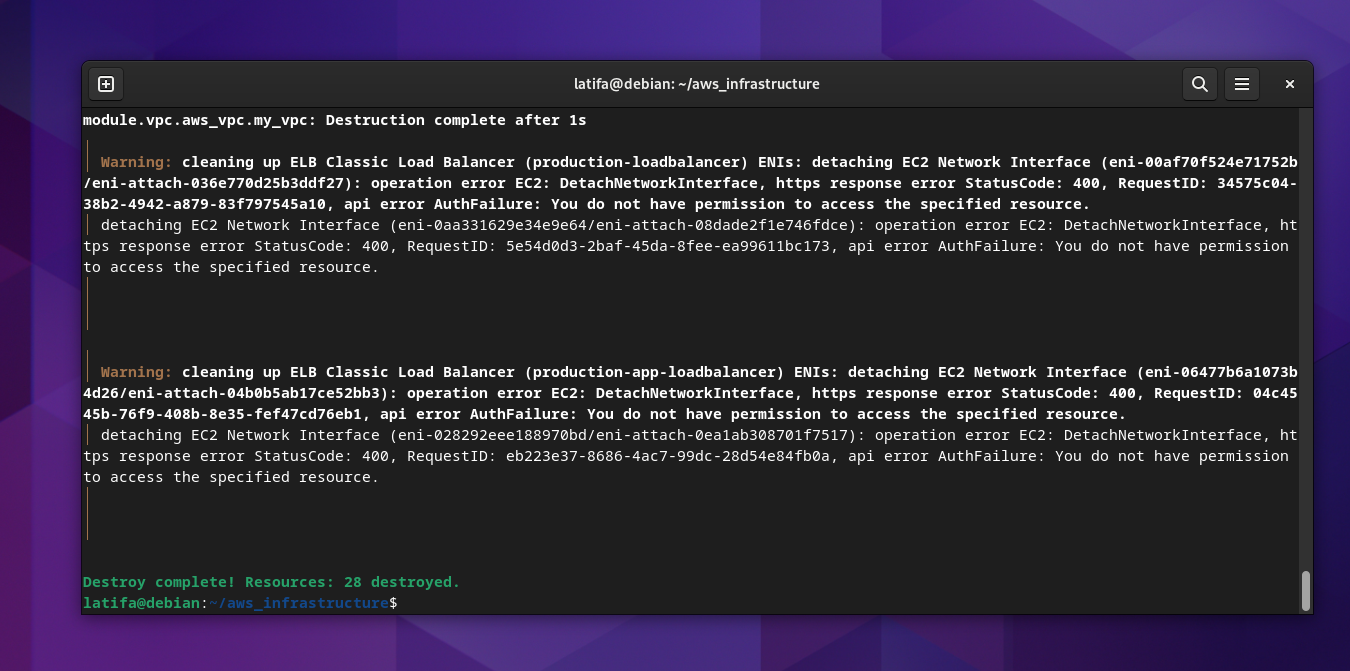 latifa@debian: ~/aws_infrastructure
module.vpc.aws_vpc.my_vpc: Destruction complete after 1s
Warning: cleaning up ELB Classic Load Balancer (production-loadbalancer) ENIs: detaching EC2 Network Interface (eni-00af70f524e71752b
/eni-attach-036e770d25b3ddf27): operation error EC2: DetachNetworkInterface, https response error StatusCode: 400, RequestID: 34575c04-
38b2-4942-a879-83f797545a10, api error AuthFailure: You do not have permission to access the specified resource.
detaching EC2 Network Interface (eni-0aa331629e34e9e64/eni-attach-08dade2f1e746fdce): operation error EC2: DetachNetworkInterface, ht
tps response error StatusCode: 400, RequestID: 5e54d0d3-2baf-45da-8fee-ea99611bc173, api error AuthFailure: You do not have permission
to access the specified resource.
Warning: cleaning up ELB Classic Load Balancer (production-app-loadbalancer) ENIs: detaching EC2 Network Interface (eni-06477b6a1073b
4d26/eni-attach-04b0b5ab17ce52bb3): operation error EC2: DetachNetworkInterface, https response error StatusCode: 400, RequestID: 04c45
45b-76f9-408b-8e35-fef47cd76eb1, api error AuthFailure: You do not have permission to access the specified resource.
detaching EC2 Network Interface (eni-028292eee188970bd/eni-attach-0ea1ab308701f7517): operation error EC2: DetachNetworkInterface, ht
tps response error StatusCode: 400, RequestID: eb223e37-8686-4ac7-99dc-28d54e84fb0a, api error AuthFailure: You do not have permission
to access the specified resource.
Destroy complete! Resources: 28 destroyed.
latifa@debian:~/aws_infrastructure$